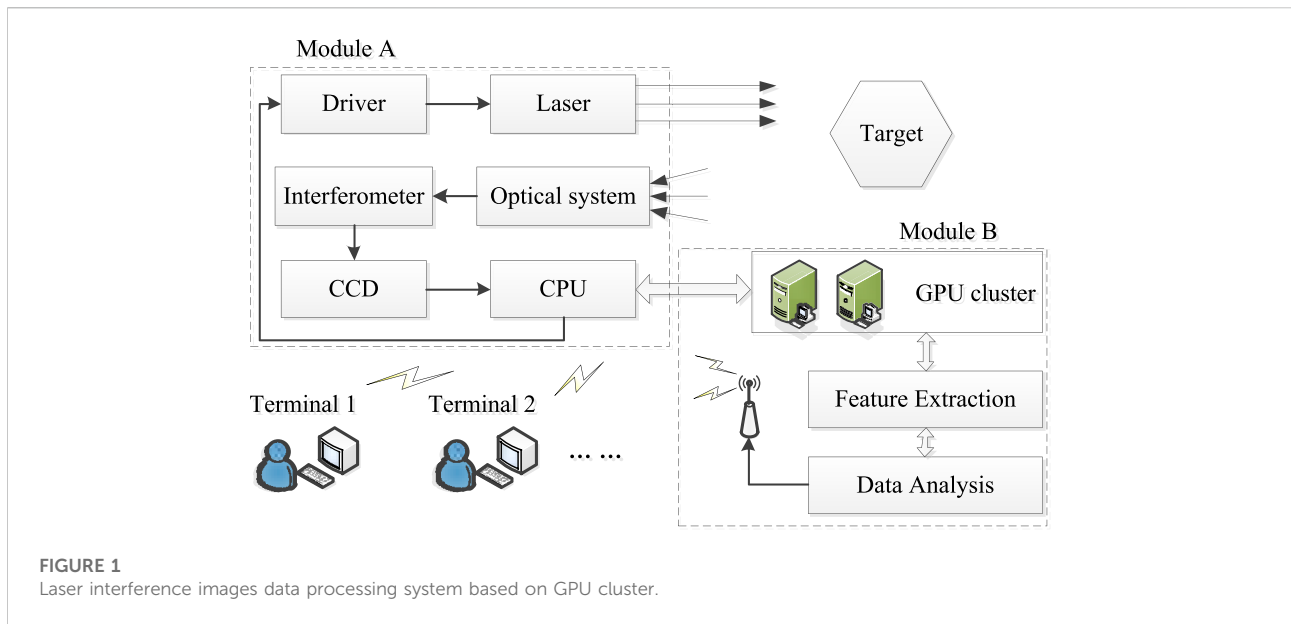 Module A
Driver
Laser
Target
Interferometer
Optical system
Module B
CCD
CPU
GPU cluster
Terminal 1
Terminal 2
... ...
Feature Extraction
Data Analysis
FIGURE 1
Laser interference images data processing system based on GPU cluster.